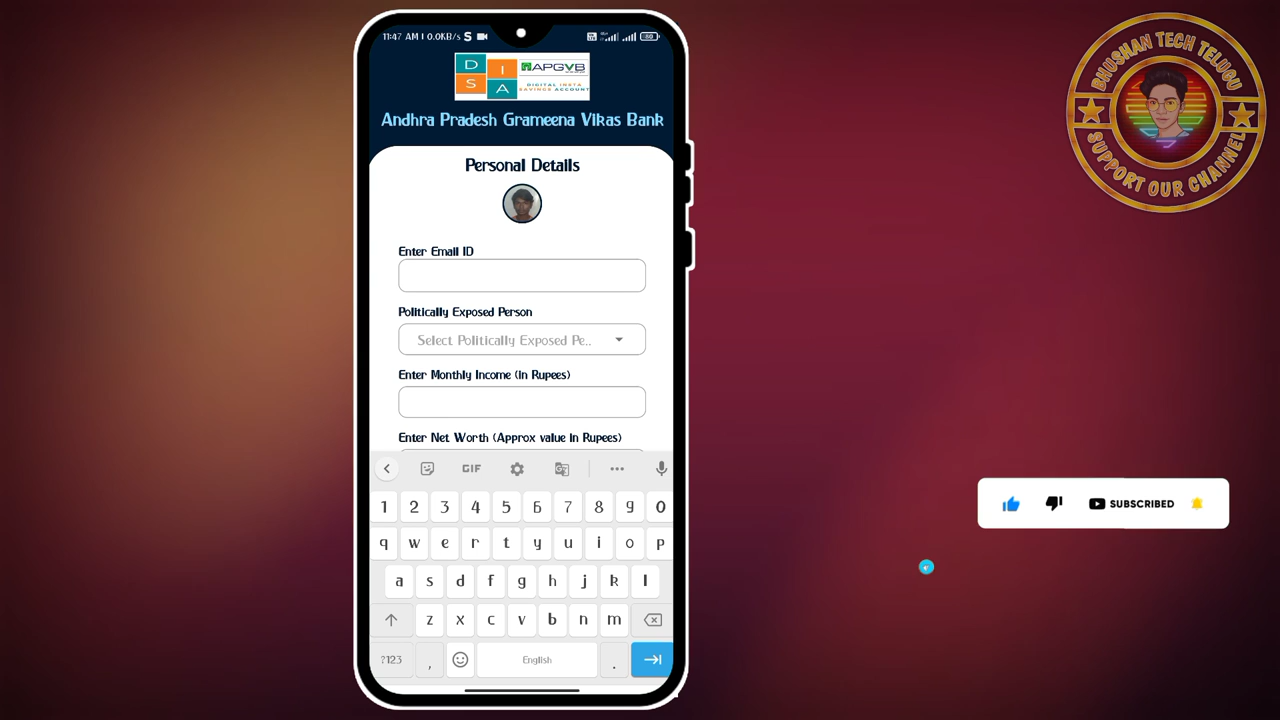 11:47 AM | 0.0KB/s S
80
D
I
S
A
APGVB
DIGITAL INSTA
SAVINGS ACCOUNT
Andhra Pradesh Grameena Vikas Bank
Personal Details
Enter Email ID
Politically Exposed Person
Select Politically Exposed Pe..
Enter Monthly Income (in Rupees)
Enter Net Worth (Approx value in Rupees)
GIF
1 2 3 4 5 6 7 8 9 0
q w e r t y u i o p
a s d f g h j k l
z x c v b n m
?123 , English .
BHUSHAN TECH TELUGU
SUPPORT OUR CHANNEL
SUBSCRIBED